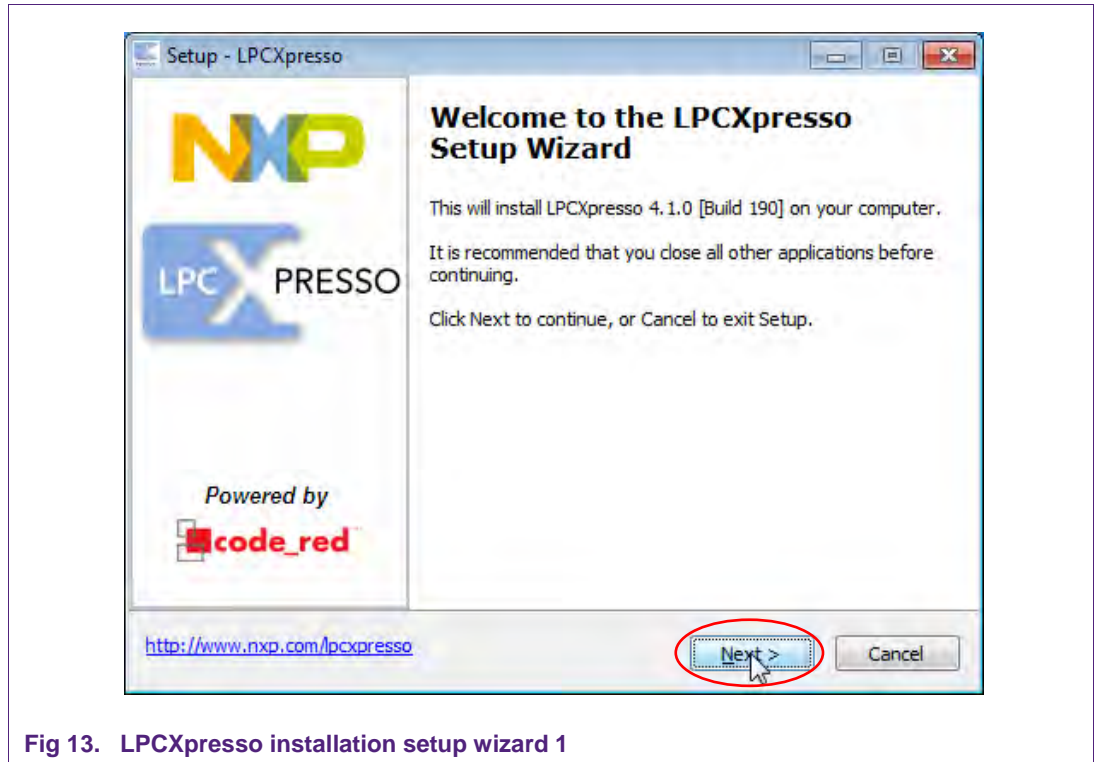 Setup - LPCXpresso
NXP
LPC X PRESSO
Powered by
code_red
Welcome to the LPCXpresso
Setup Wizard
This will install LPCXpresso 4.1.0 [Build 190] on your computer.
It is recommended that you close all other applications before
continuing.
Click Next to continue, or Cancel to exit Setup.
http://www.nxp.com/lpcxpresso
Next >
Cancel
Fig 13. LPCXpresso installation setup wizard 1